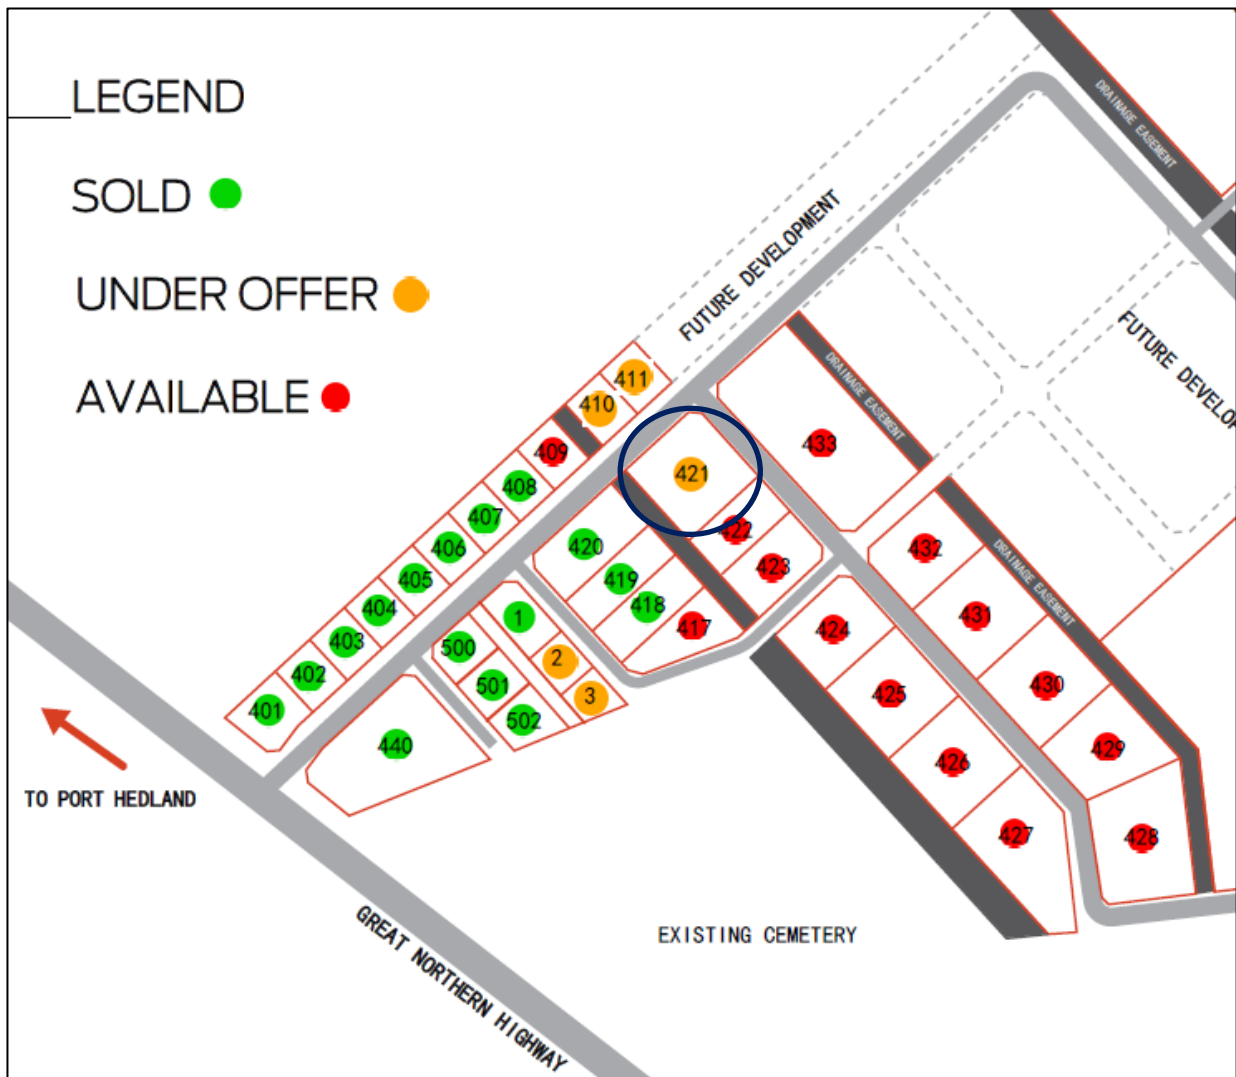 LEGEND
SOLD
UNDER OFFER
AVAILABLE
DRAINAGE EASEMENT
FUTURE DEVELOPMENT
FUTURE DEVELOP
411
410
409
408
407
406
405
404
403
402
401
DRAINAGE EASEMENT
433
421
422
423
420
419
418
417
1
2
3
500
501
502
440
DRAINAGE EASEMENT
432
431
430
429
428
424
425
426
427
TO PORT HEDLAND
GREAT NORTHERN HIGHWAY
EXISTING CEMETERY